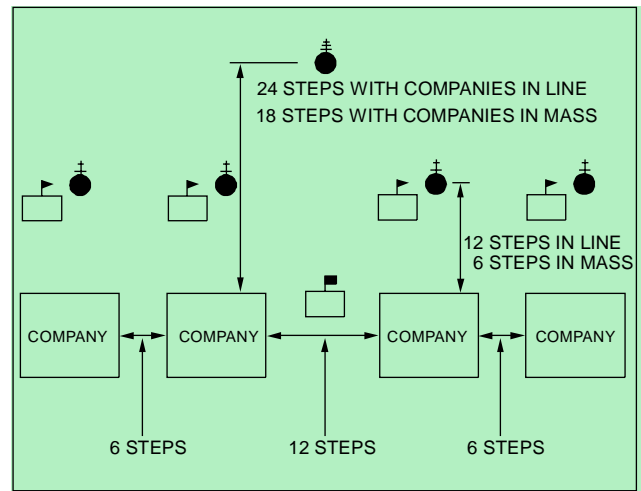 24 STEPS WITH COMPANIES IN LINE
18 STEPS WITH COMPANIES IN MASS
12 STEPS IN LINE
6 STEPS IN MASS
COMPANY
COMPANY
COMPANY
COMPANY
6 STEPS
12 STEPS
6 STEPS